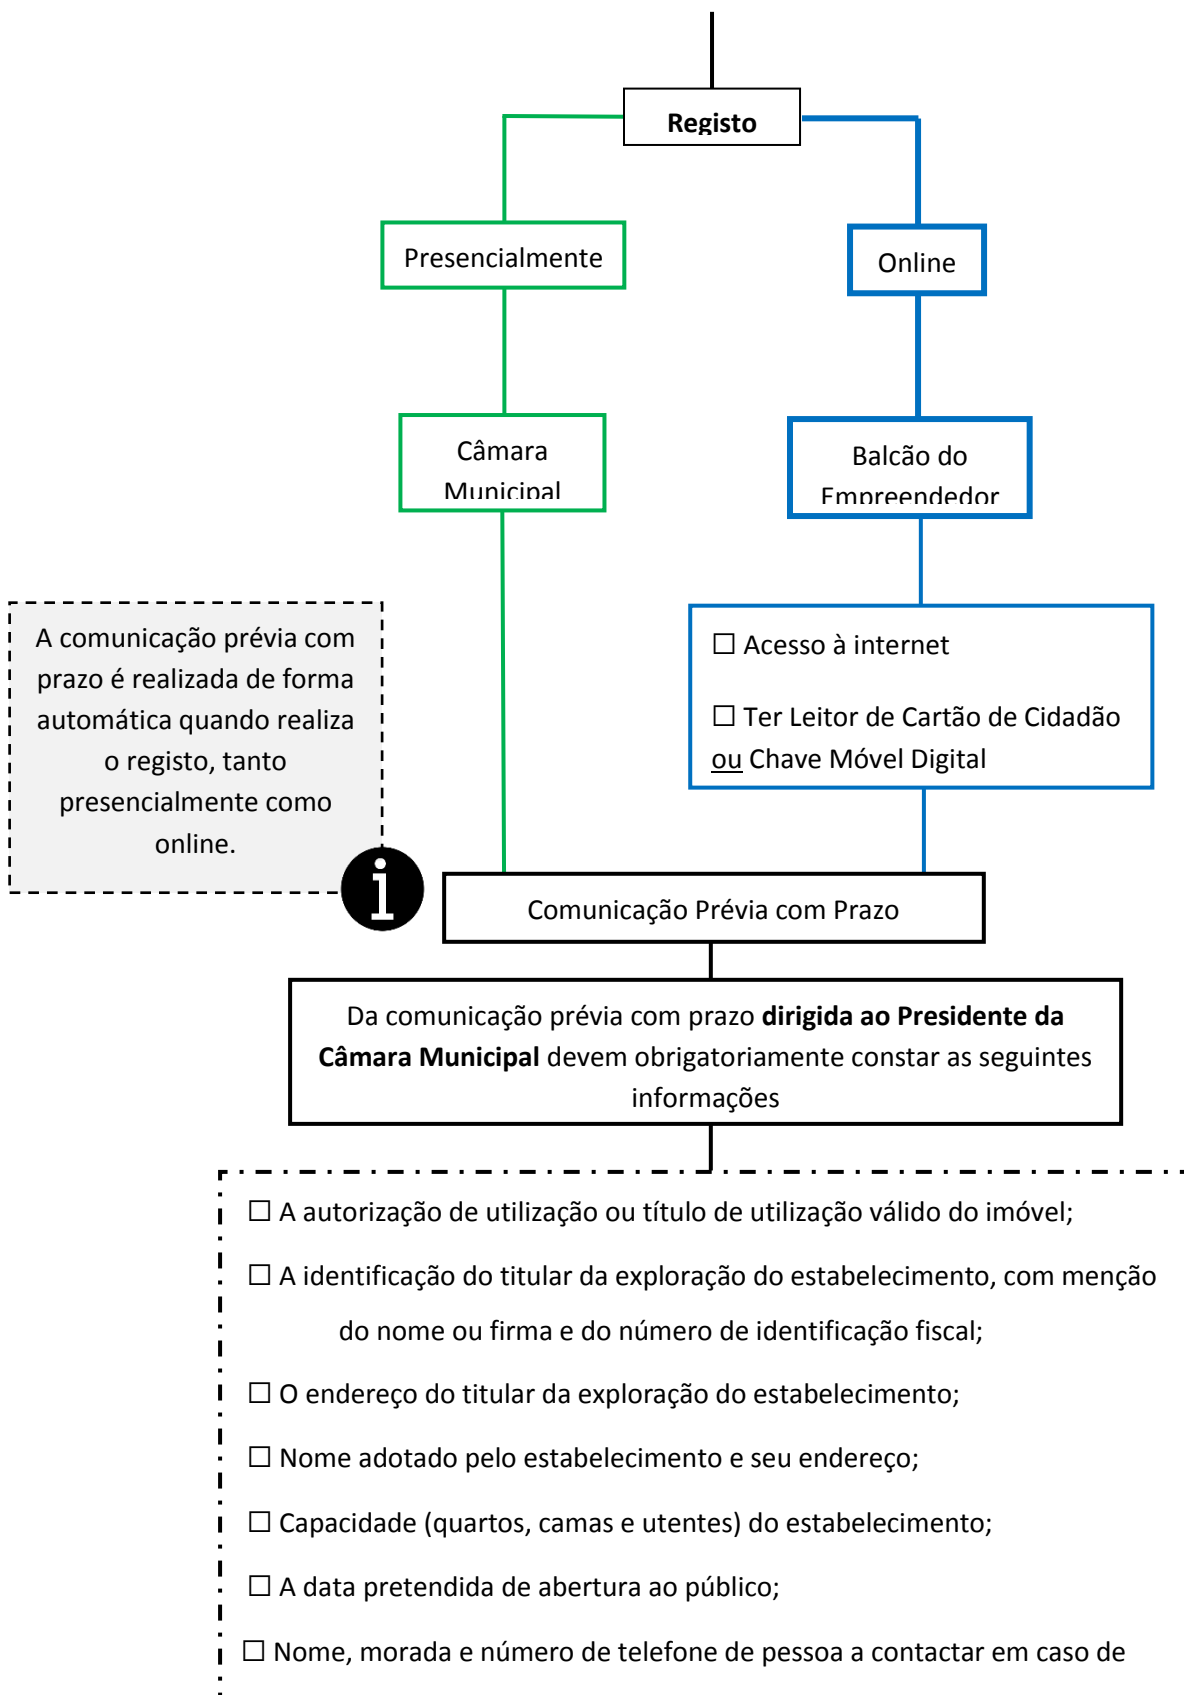 Registo
Presencialmente
Online
Câmara
Municipal
Balcão do
Empreendedor
A comunicação prévia com
prazo é realizada de forma
automática quando realiza
o registo, tanto
presencialmente como
online.
☐ Acesso à internet
☐ Ter Leitor de Cartão de Cidadão
ou Chave Móvel Digital
Comunicação Prévia com Prazo
Da comunicação prévia com prazo dirigida ao Presidente da
Câmara Municipal devem obrigatoriamente constar as seguintes
informações
☐ A autorização de utilização ou título de utilização válido do imóvel;
☐ A identificação do titular da exploração do estabelecimento, com menção
do nome ou firma e do número de identificação fiscal;
☐ O endereço do titular da exploração do estabelecimento;
☐ Nome adotado pelo estabelecimento e seu endereço;
☐ Capacidade (quartos, camas e utentes) do estabelecimento;
☐ A data pretendida de abertura ao público;
☐ Nome, morada e número de telefone de pessoa a contactar em caso de